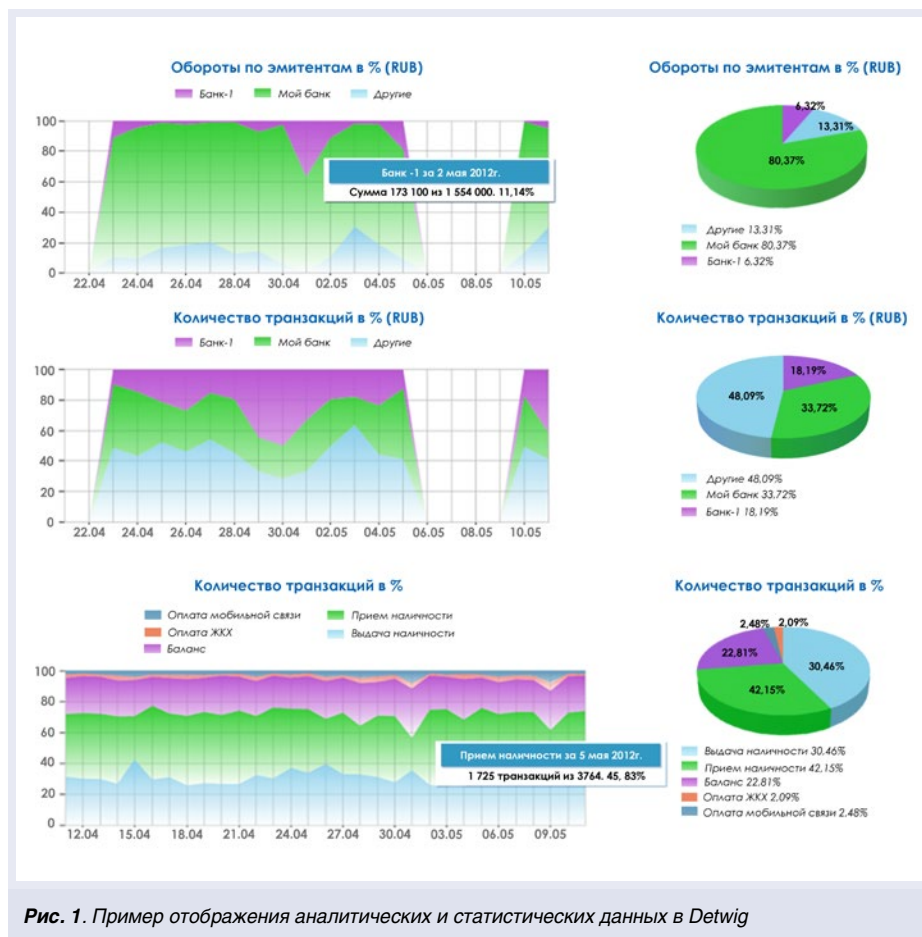 Обороты по эмитентам в % (RUB)
Банк-1 Мой банк Другие
100
80
60
40
20
0
Банк -1 за 2 мая 2012г.
Сумма 173 100 из 1 554 000. 11,14%
22.04 24.04 26.04 28.04 30.04 02.05 04.05 06.05 08.05 10.05
Обороты по эмитентам в % (RUB)
6,32%
13,31%
80,37%
Другие 13,31%
Мой банк 80,37%
Банк-1 6.32%
Количество транзакций в % (RUB)
Банк-1 Мой банк Другие
100
80
60
40
20
0
22.04 24.04 26.04 28.04 30.04 02.05 04.05 06.05 08.05 10.05
Количество транзакций в % (RUB)
18,19%
48,09%
33,72%
Другие 48.09%
Мой банк 33,72%
Банк-1 18,19%
Количество транзакций в %
Оплата мобильной связи Прием наличности
Оплата ЖКХ Выдача наличности
Баланс
100
80
60
40
20
0
Прием наличности за 5 мая 2012г.
1 725 транзакций из 3764. 45, 83%
12.04 15.04 18.04 21.04 24.04 27.04 30.04 03.05 06.05 09.05
Количество транзакций в %
2,48% 2,09%
22,81% 30,46%
42,15%
Выдача наличности 30,46%
Прием наличности 42,15%
Баланс 22,81%
Оплата ЖКХ 2,09%
Оплата мобильной связи 2,48%
Рис. 1. Пример отображения аналитических и статистических данных в Detwig